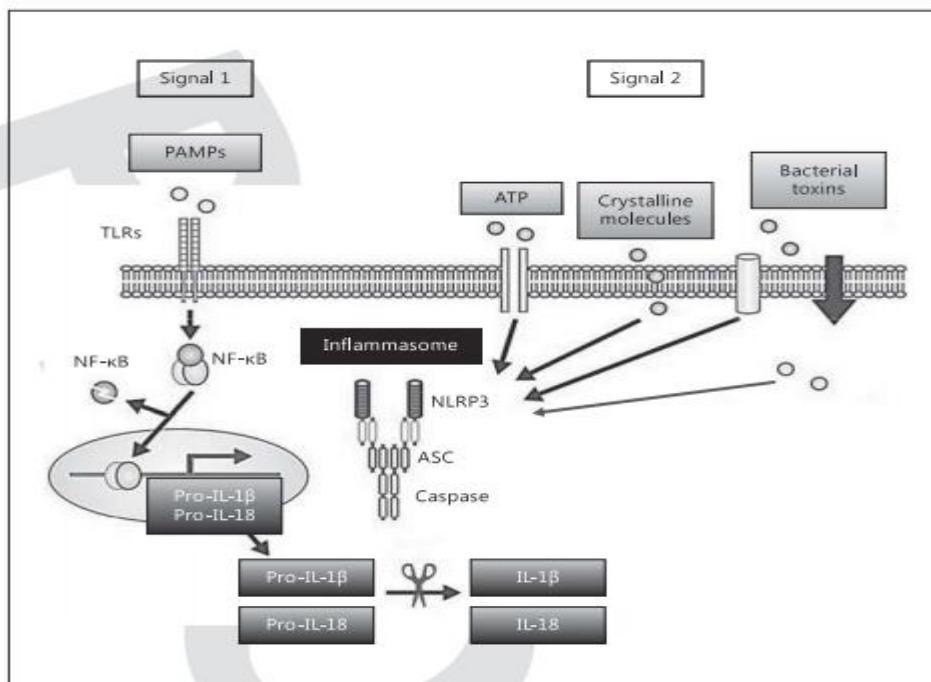 Signal 1
Signal 2
PAMPs
TLRs
ATP
Crystalline
molecules
Bacterial
toxins
NF-κB
NF-κB
Inflammasome
NLRP3
ASC
Caspase
Pro-IL-1β
Pro-IL-18
Pro-IL-1β
IL-1β
Pro-IL-18
IL-18